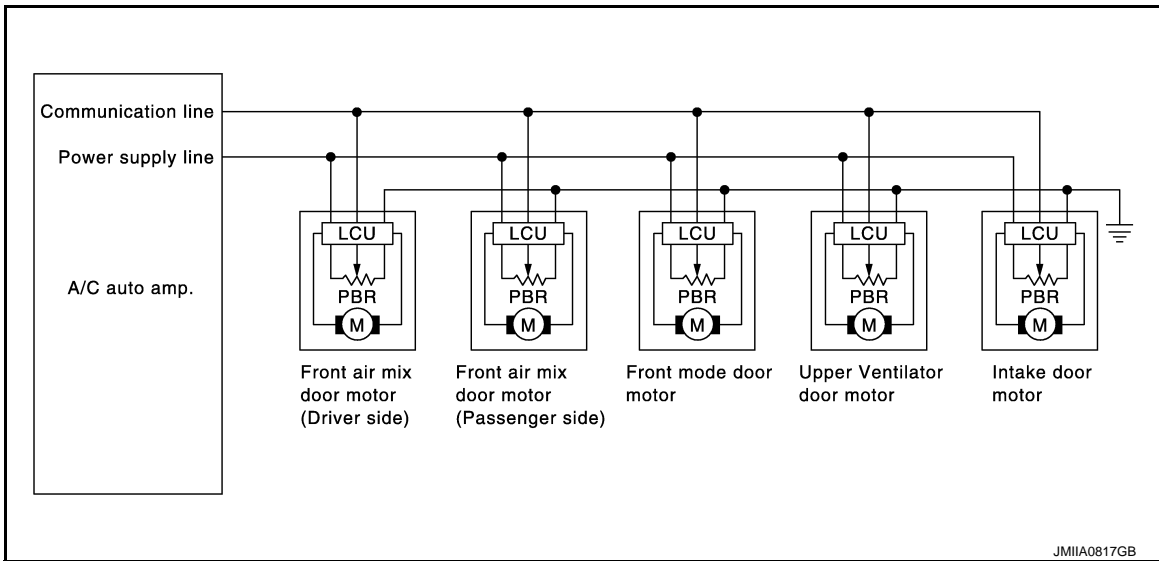 Communication line
Power supply line
A/C auto amp.
LCU
PBR
M
LCU
PBR
M
LCU
PBR
M
LCU
PBR
M
LCU
PBR
M
Front air mix
door motor
(Driver side)
Front air mix
door motor
(Passenger side)
Front mode door
motor
Upper Ventilator
door motor
Intake door
motor
JMIIA0817GB